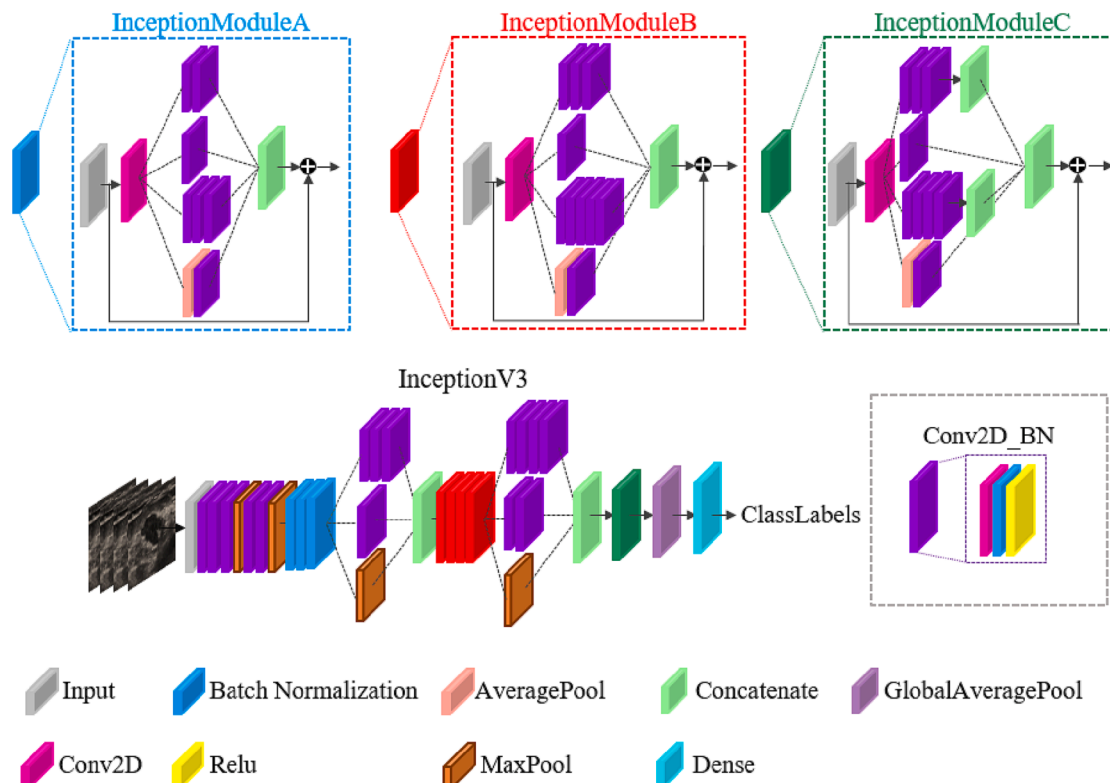 InceptionModuleA
InceptionModuleB
InceptionModuleC
InceptionV3
Conv2D_BN
ClassLabels
Input
Batch Normalization
AveragePool
Concatenate
GlobalAveragePool
Conv2D
Relu
MaxPool
Dense